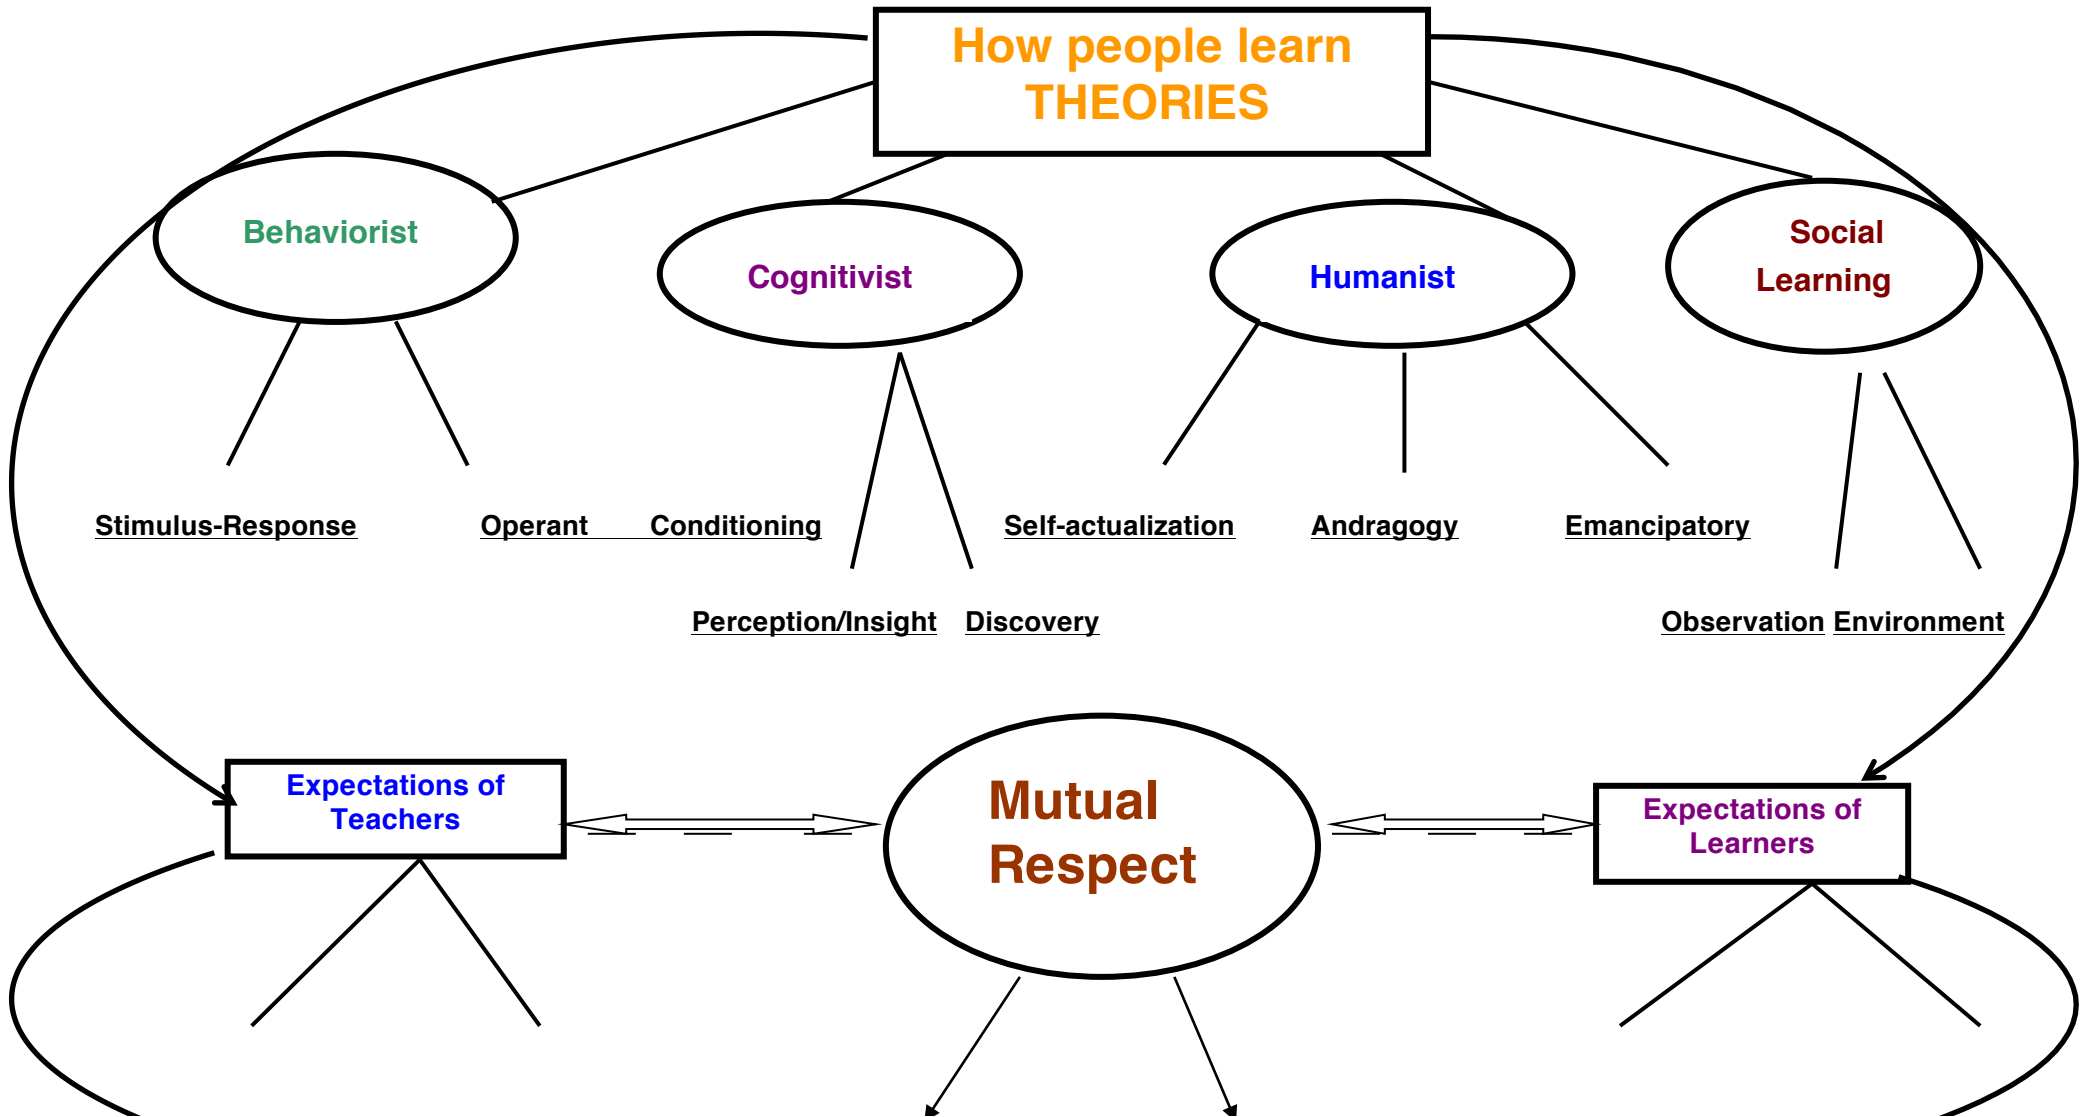 How people learn
THEORIES
Behaviorist
Cognitivist
Humanist
Social
Learning
Stimulus-Response
Operant Conditioning
Self-actualization
Andragogy
Emancipatory
Perception/Insight
Discovery
Observation
Environment
Expectations of
Teachers
Mutual
Respect
Expectations of
Learners